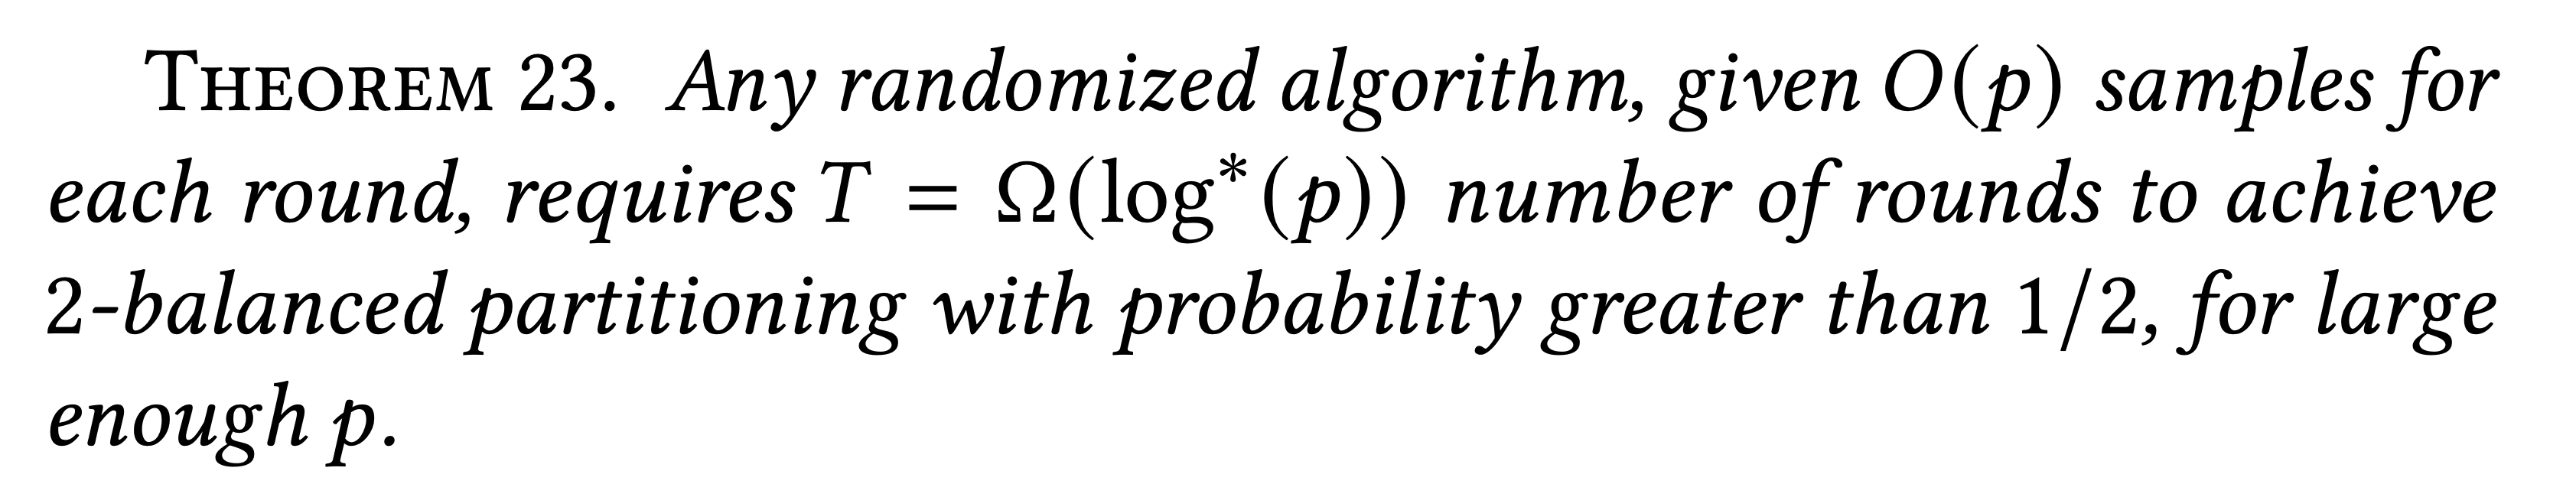 THEOREM 23. Any randomized algorithm, given O(p) samples for
each round, requires T = Ω(log*(p)) number of rounds to achieve
2-balanced partitioning with probability greater than 1/2, for large
enough p.